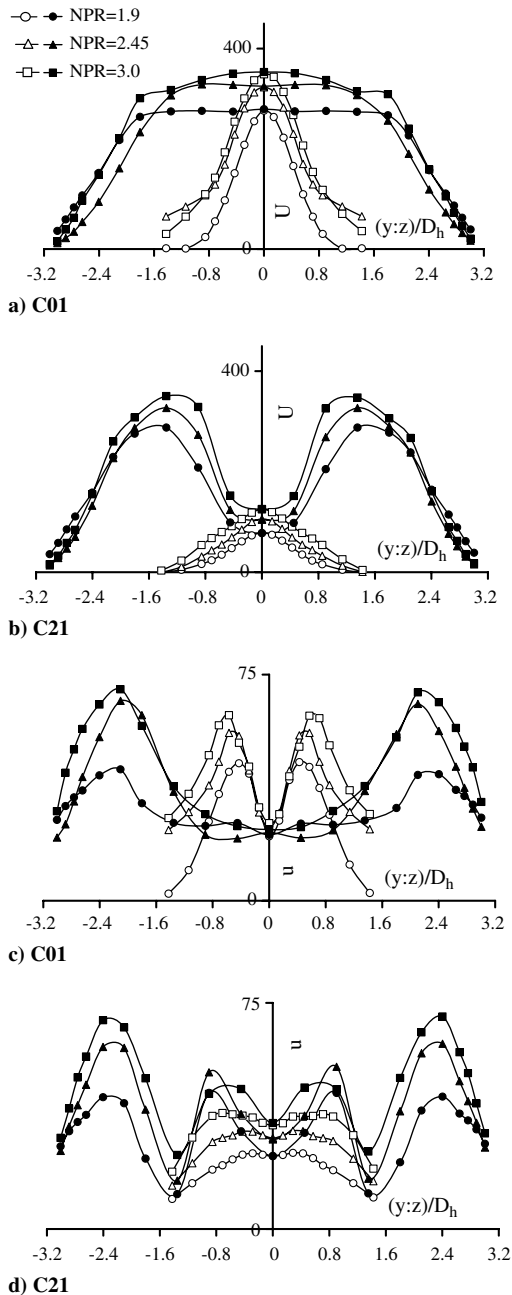 NPR=1.9
NPR=2.45
NPR=3.0
400
U
(y:z)/D_h
0
-3.2 -2.4 -1.6 -0.8 0 0.8 1.6 2.4 3.2
a) C01
400
U
(y:z)/D_h
0
-3.2 -2.4 -1.6 -0.8 0 0.8 1.6 2.4 3.2
b) C21
75
(y:z)/D_h
u
0
-3.2 -2.4 -1.6 -0.8 0 0.8 1.6 2.4 3.2
c) C01
75
u
(y:z)/D_h
0
-3.2 -2.4 -1.6 -0.8 0 0.8 1.6 2.4 3.2
d) C21